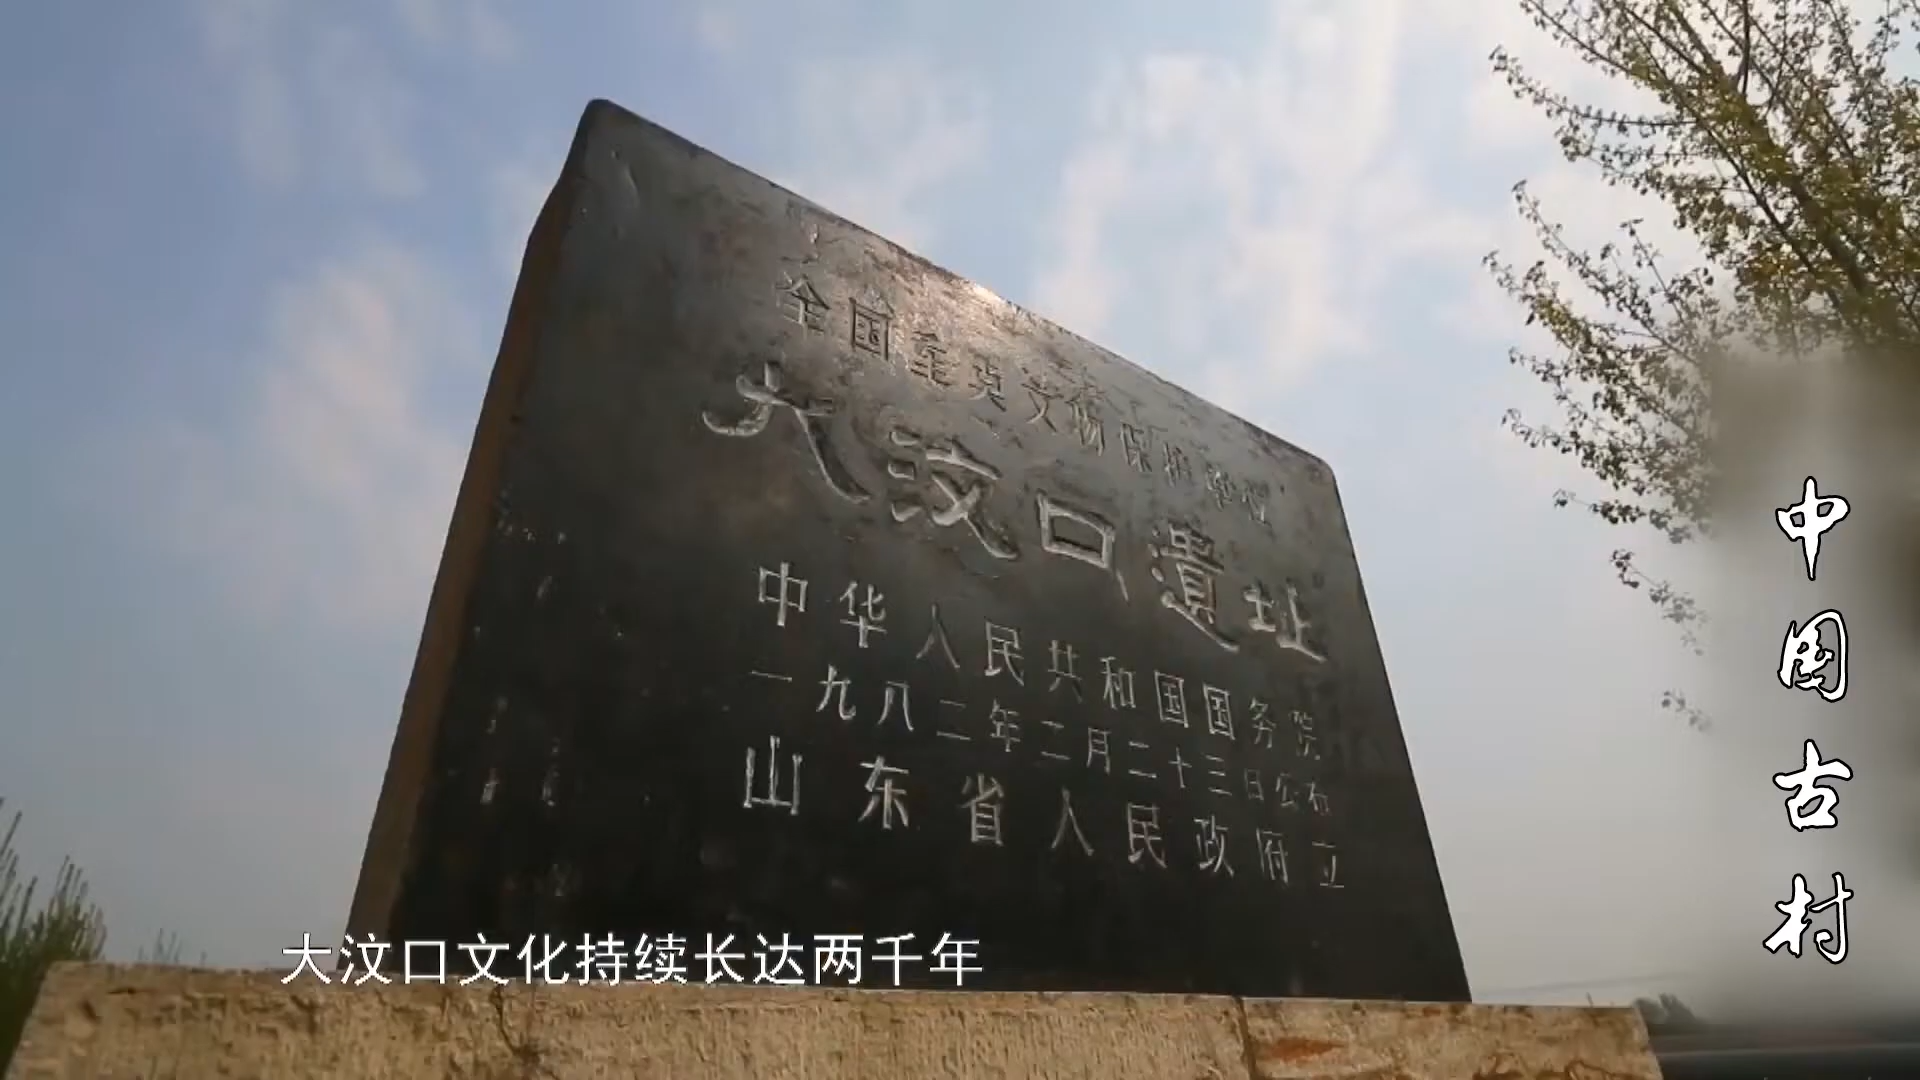 全国重点文物保护单位
大汶口遺址
中华人民共和国国务院
一九八二年二月二十三日公布
山东省人民政府立
大汶口文化持续长达两千年
中国古村